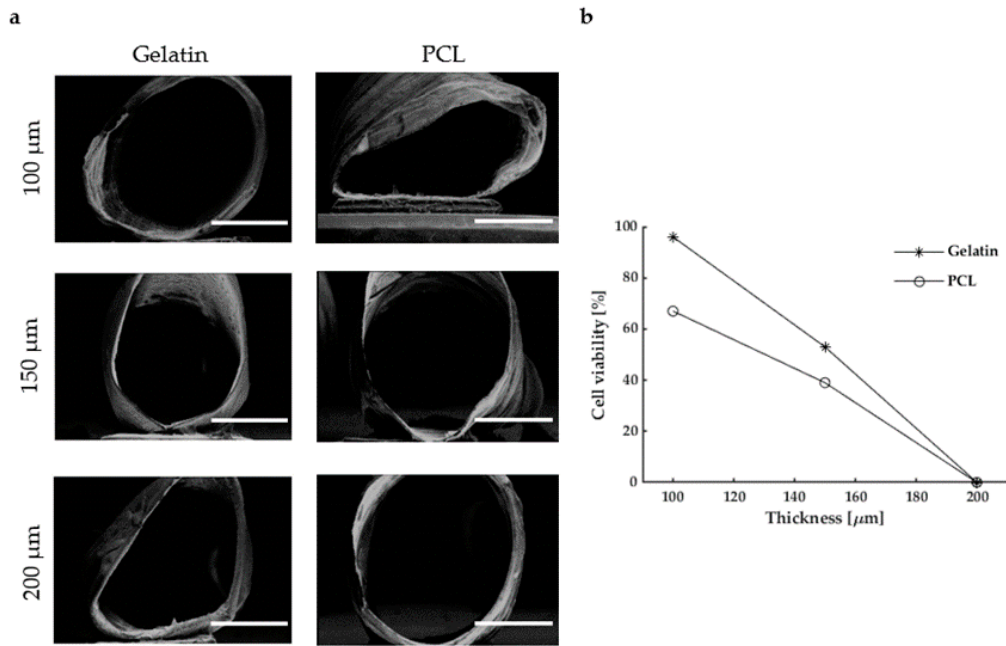 a
Gelatin
PCL
100 μm
150 μm
200 μm
b
100
80
60
40
20
0
Cell viability [%]
Gelatin
PCL
100
120
140
160
180
200
Thickness [μm]